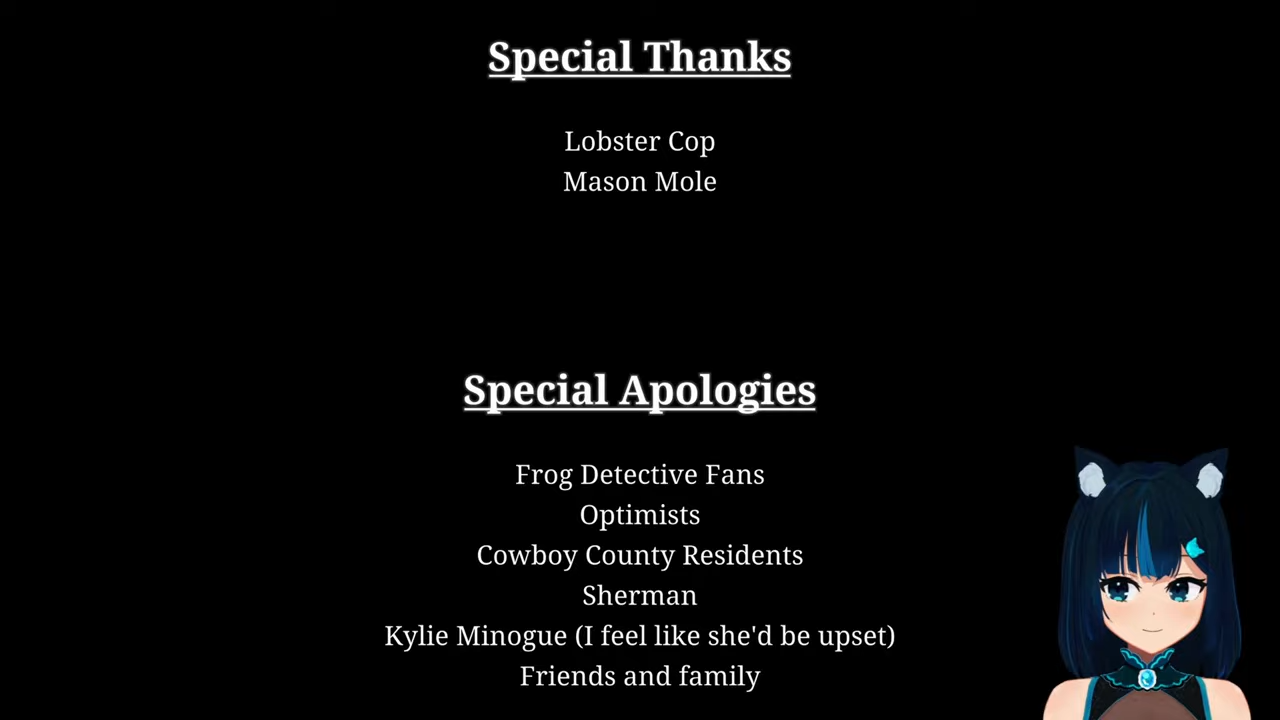 Special Thanks
Lobster Cop
Mason Mole
Special Apologies
Frog Detective Fans
Optimists
Cowboy County Residents
Sherman
Kylie Minogue (I feel like she'd be upset)
Friends and family